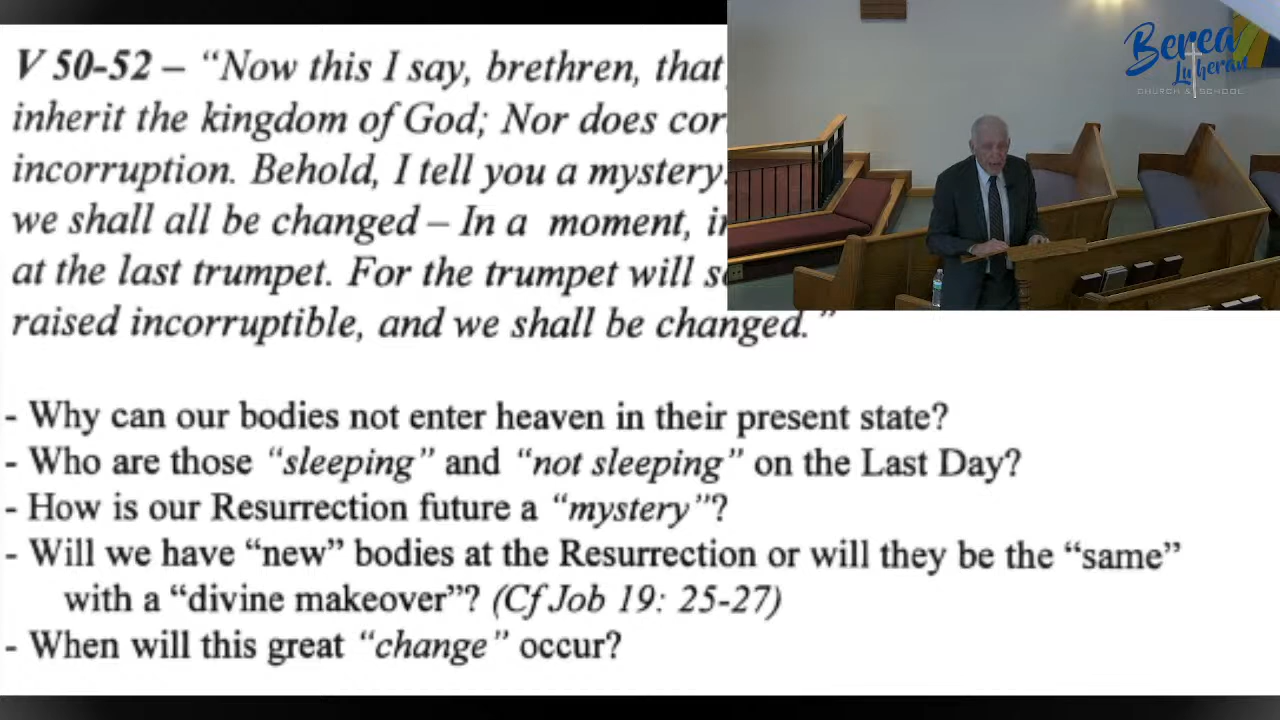 V 50-52 – “Now this I say, brethren, that
inherit the kingdom of God; Nor does cor
incorruption. Behold, I tell you a mystery:
we shall all be changed – In a moment, in
at the last trumpet. For the trumpet will so
raised incorruptible, and we shall be changed.”
- Why can our bodies not enter heaven in their present state?
- Who are those “sleeping” and “not sleeping” on the Last Day?
- How is our Resurrection future a “mystery”?
- Will we have “new” bodies at the Resurrection or will they be the “same”
with a “divine makeover”? (Cf Job 19: 25-27)
- When will this great “change” occur?
Berea
Lutheran
CHURCH & SCHOOL